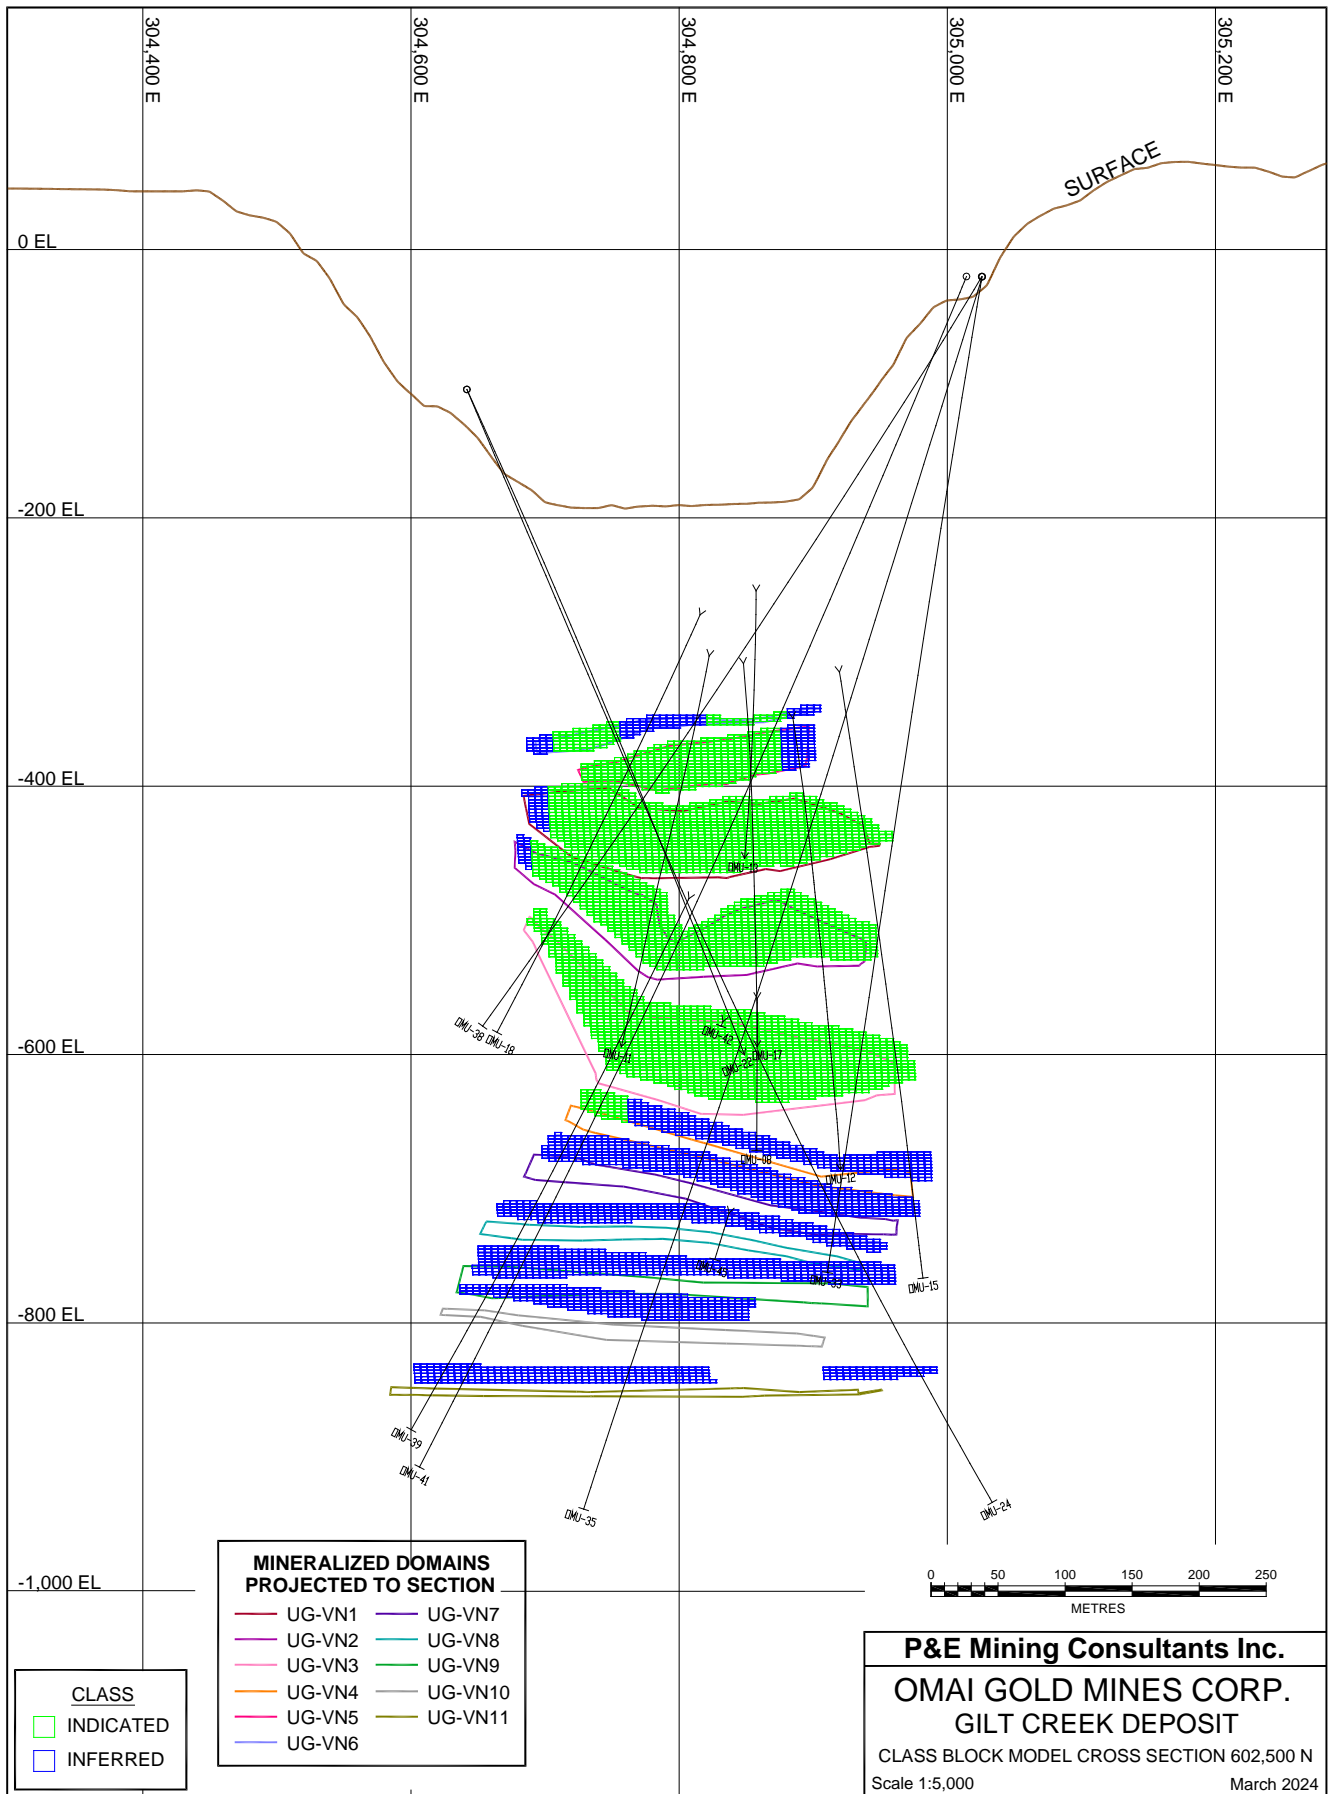 304,400 E
304,600 E
304,800 E
305,000 E
305,200 E
SURFACE
0 EL
-200 EL
-400 EL
-600 EL
-800 EL
-1,000 EL
OMU-13
OMU-38
OMU-18
OMU-11
OMU-42
OMU-17
OMU-22
OMU-08
OMU-12
OMU-15
OMU-39
OMU-41
OMU-35
OMU-24
MINERALIZED DOMAINS
PROJECTED TO SECTION
UG-VN1 UG-VN7
UG-VN2 UG-VN8
UG-VN3 UG-VN9
UG-VN4 UG-VN10
UG-VN5 UG-VN11
UG-VN6
CLASS
INDICATED
INFERRED
0 50 100 150 200 250
METRES
P&E Mining Consultants Inc.
OMAI GOLD MINES CORP.
GILT CREEK DEPOSIT
CLASS BLOCK MODEL CROSS SECTION 602,500 N
Scale 1:5,000 March 2024